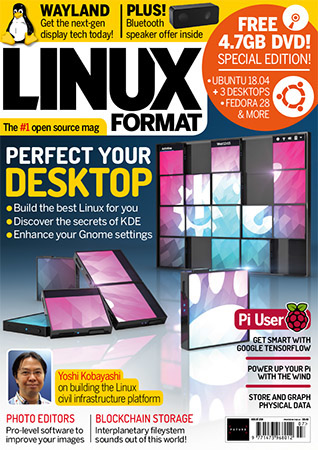 WAYLAND
Get the next-gen
display tech today!
PLUS!
Bluetooth
speaker offer inside
FREE
4.7GB DVD!
SPECIAL EDITION!
• UBUNTU 18.04
+ 3 DESKTOPS
• FEDORA 28
& MORE
LINUX
FORMAT
The #1 open source mag
PERFECT YOUR
DESKTOP
• Build the best Linux for you
• Discover the secrets of KDE
• Enhance your Gnome settings
Pi User
GET SMART WITH
GOOGLE TENSORFLOW
POWER UP YOUR Pi
WITH THE WIND
STORE AND GRAPH
PHYSICAL DATA
Yoshi Kobayashi
on building the Linux
civil infrastructure platform
PHOTO EDITORS
Pro-level software to
improve your images
BLOCKCHAIN STORAGE
Interplanetary filesystem
sounds out of this world!
FUTURE
07
9 771473 968012